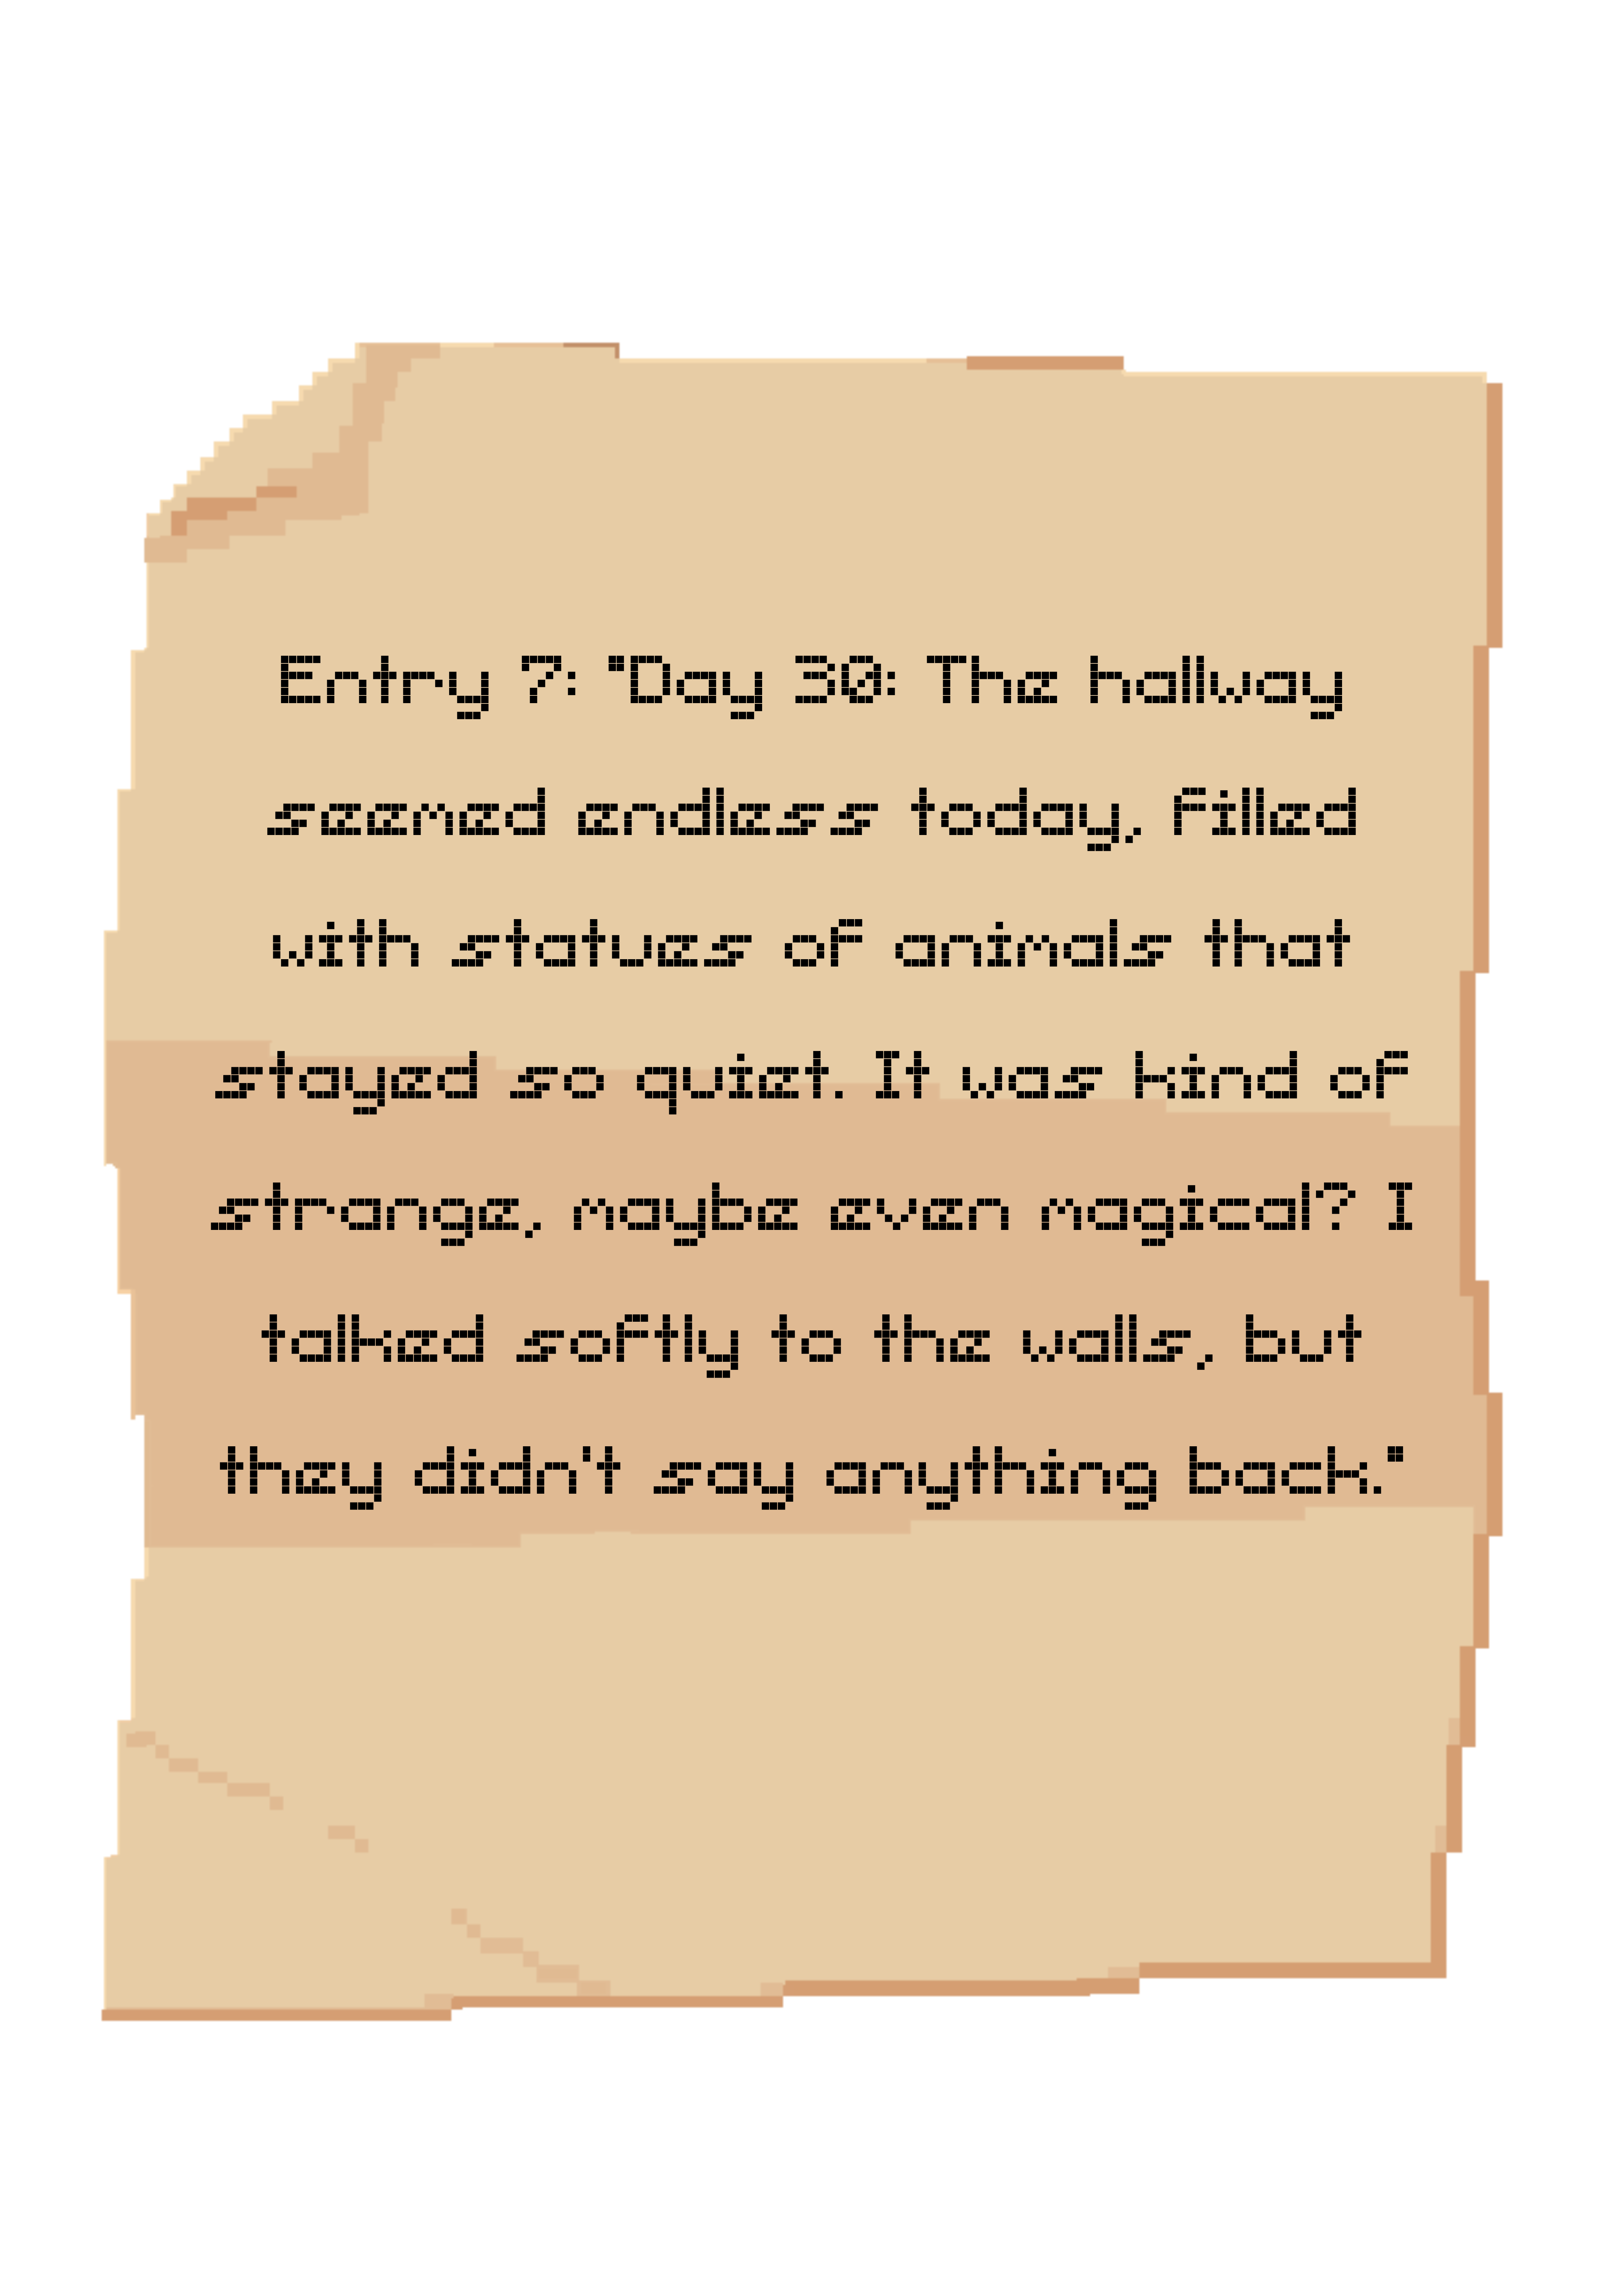 Entry 7: "Day 30: The hallway
seemed endless today, filled
with statues of animals that
stayed so quiet. It was kind of
strange, maybe even magical? I
talked softly to the walls, but
they didn't say anything back."